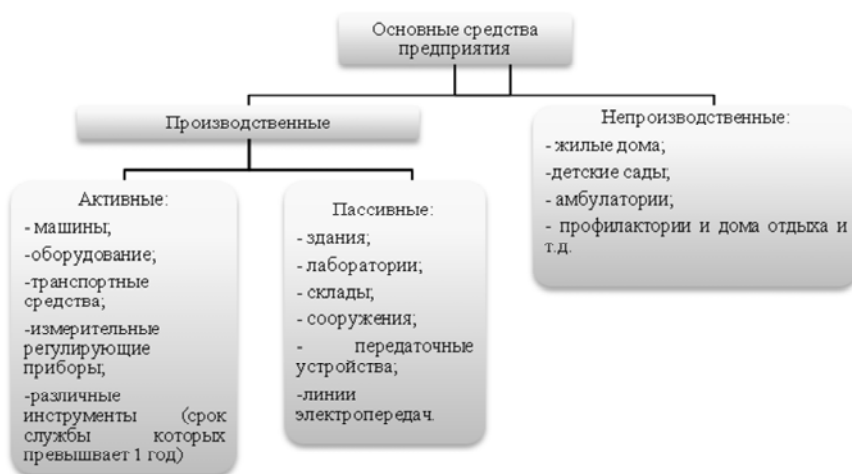 Основные средства
предприятия
Производственные
Непроизводственные:
- жилые дома;
-детские сады;
- амбулатории;
- профилактории и дома отдыха и
т.д.
Активные:
- машины;
-оборудование;
-транспортные
средства;
-измерительные
регулирующие
приборы;
-различные
инструменты (срок
службы которых
превышает 1 год)
Пассивные:
- здания;
- лаборатории;
- склады;
- сооружения;
- передаточные
устройства;
-линии
электропередач.